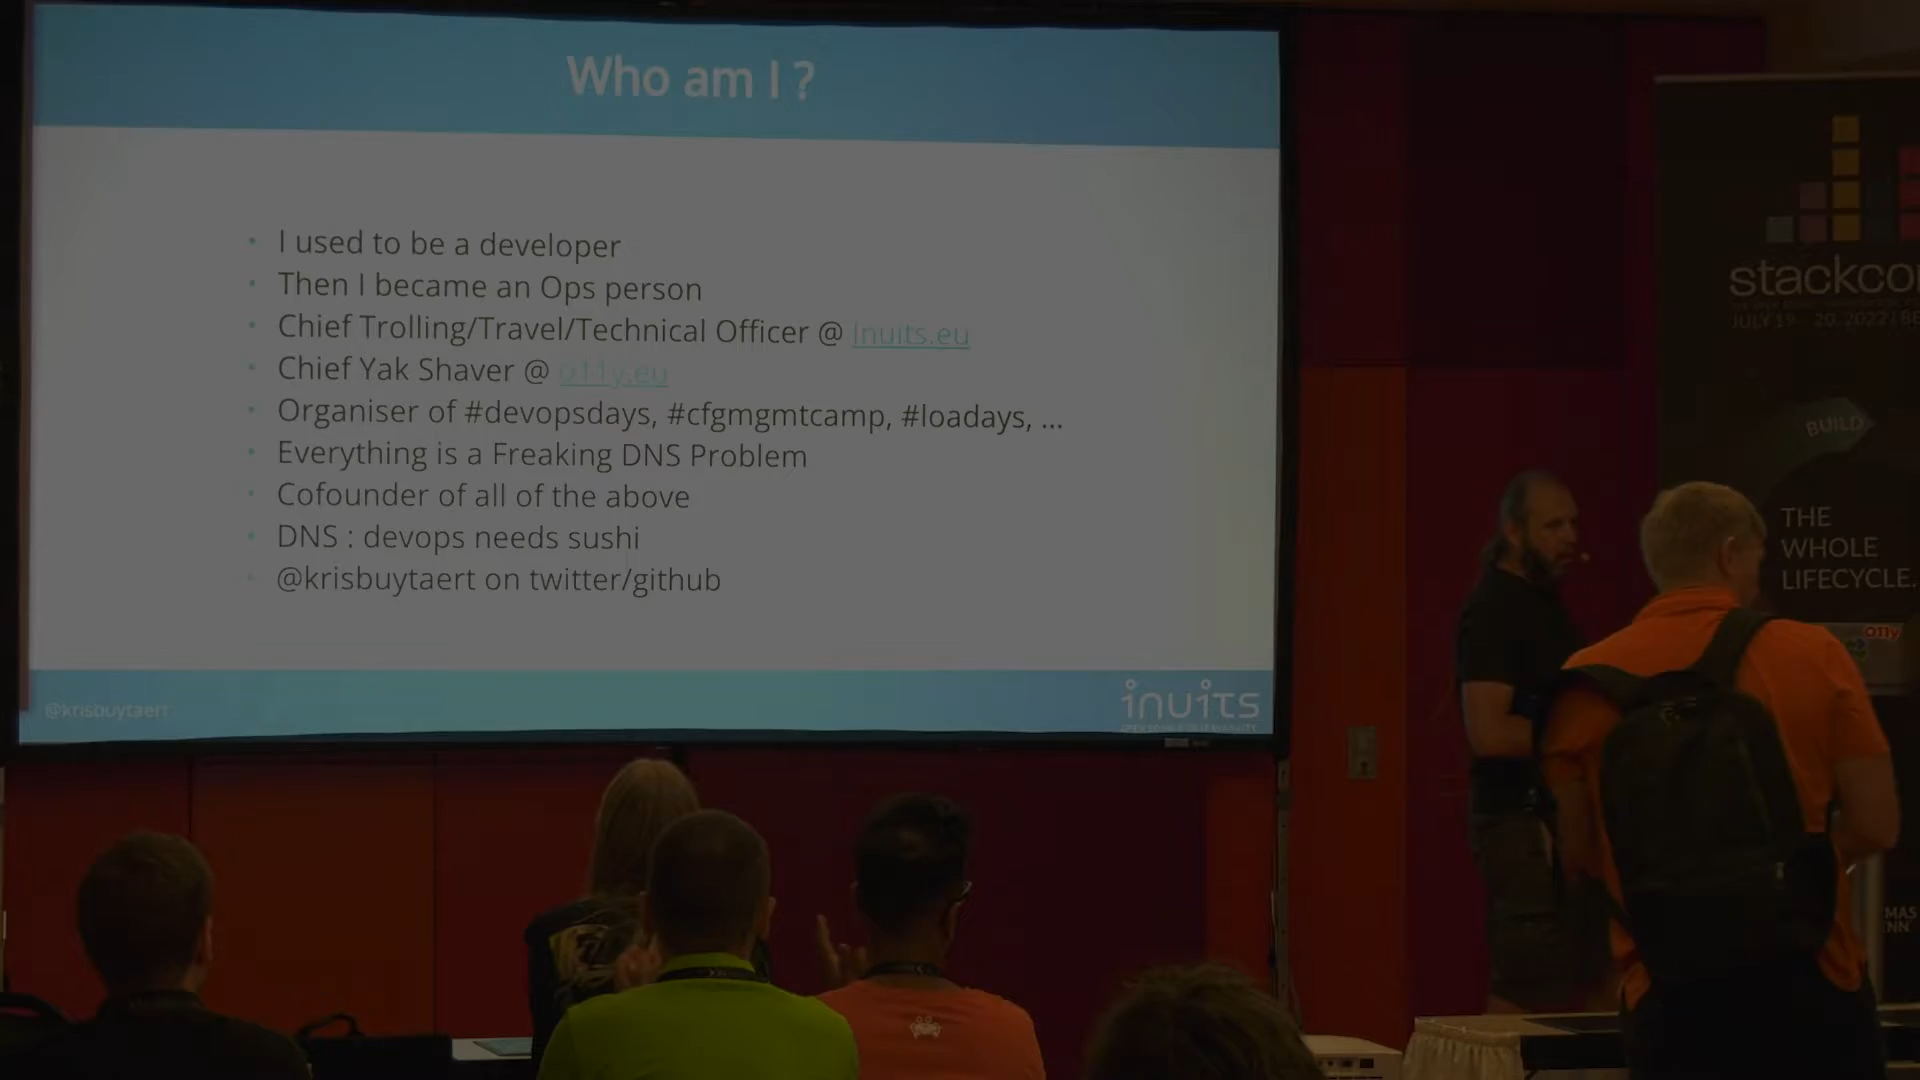 Who am I ?
I used to be a developer
Then I became an Ops person
Chief Trolling/Travel/Technical Officer @ Inuits.eu
Chief Yak Shaver @ o11y.eu
Organiser of #devopsdays, #cfgmgmtcamp, #loadays, ...
Everything is a Freaking DNS Problem
Cofounder of all of the above
DNS : devops needs sushi
@krisbuytaert on twitter/github
@krisbuytaert
inuits
stackco
JULY 19 - 20, 2022 | BE
BUILD
THE
WHOLE
LIFECYCLE.
O11y
MAS